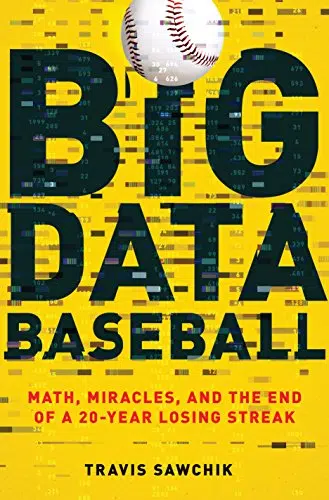 BIG
DATA
BASEBALL
MATH, MIRACLES, AND THE END
OF A 20-YEAR LOSING STREAK
TRAVIS SAWCHIK